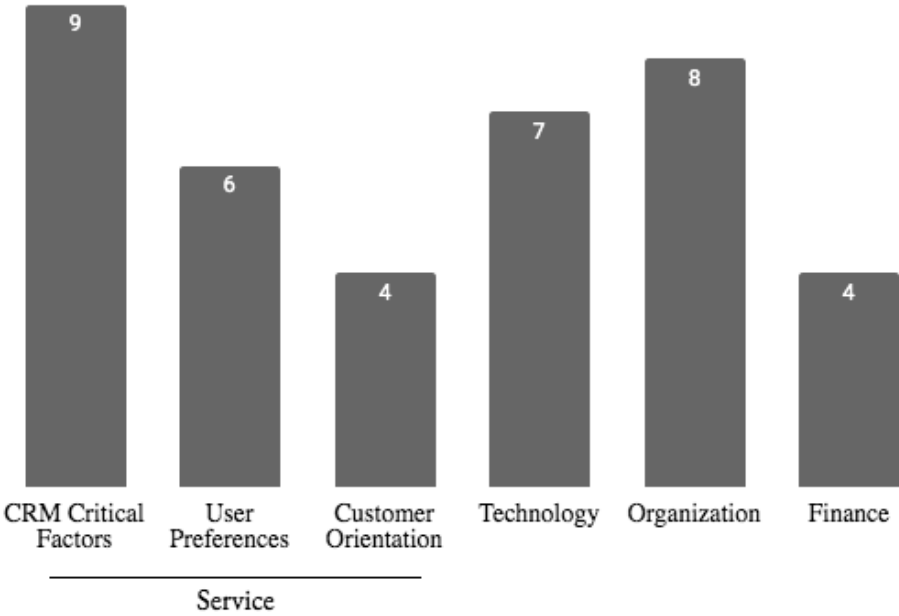 9
6
4
7
8
4
CRM Critical
Factors
User
Preferences
Customer
Orientation
Technology
Organization
Finance
Service